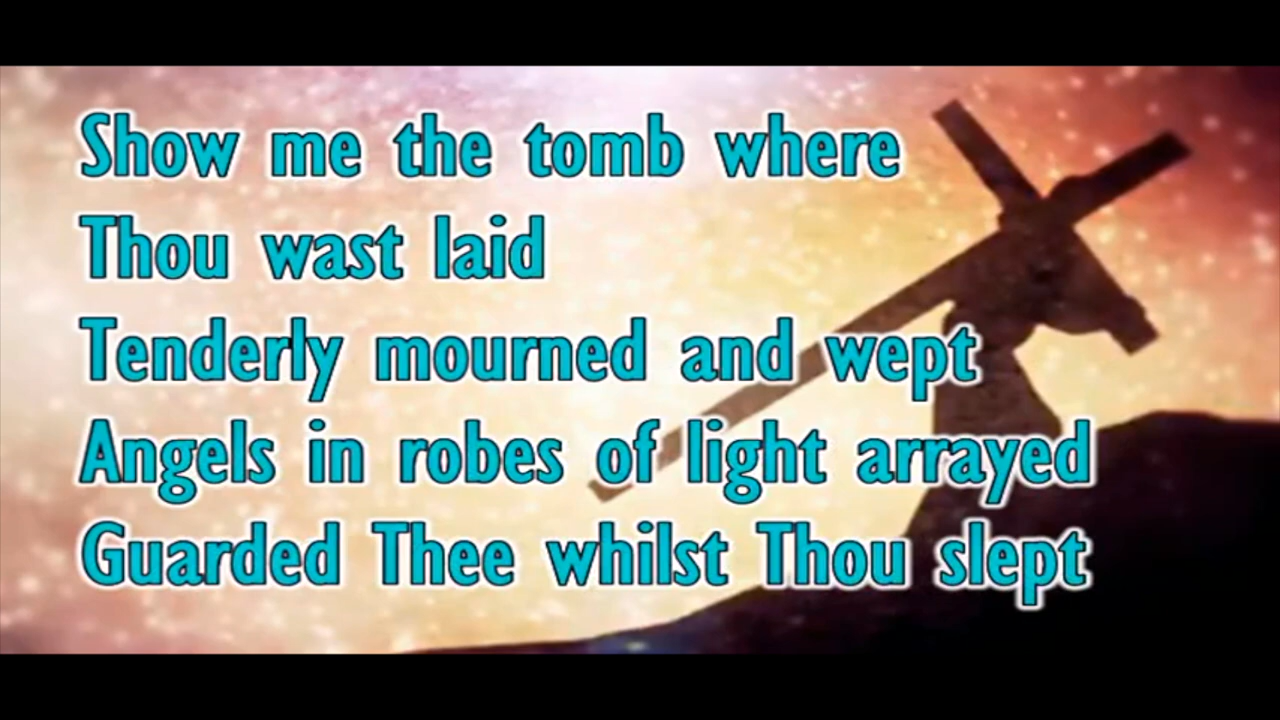 Show me the tomb where
Thou wast laid
Tenderly mourned and wept
Angels in robes of light arrayed
Guarded Thee whilst Thou slept